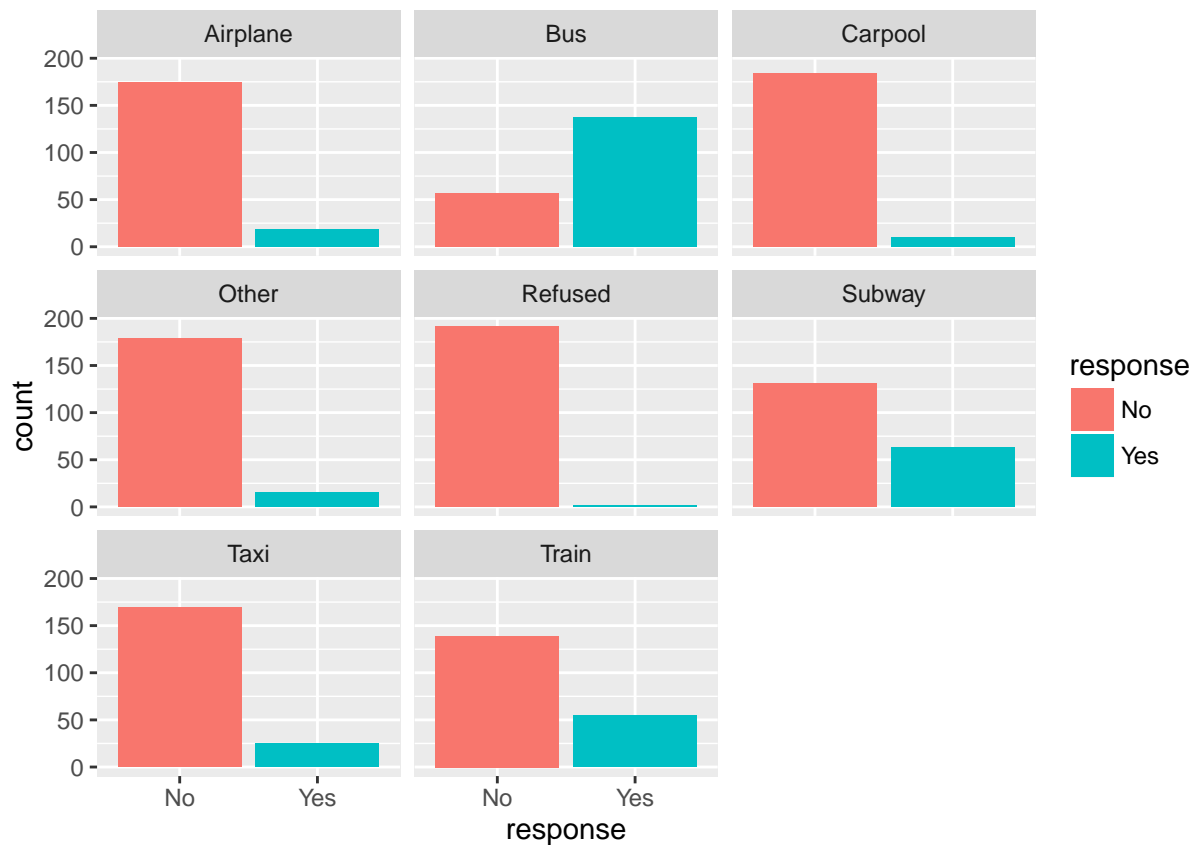 Airplane Bus Carpool
200
150
100
50
0
Other Refused Subway
200
150
100
50
0
count
response
No
Yes
Taxi Train
200
150
100
50
0
No Yes No Yes
response